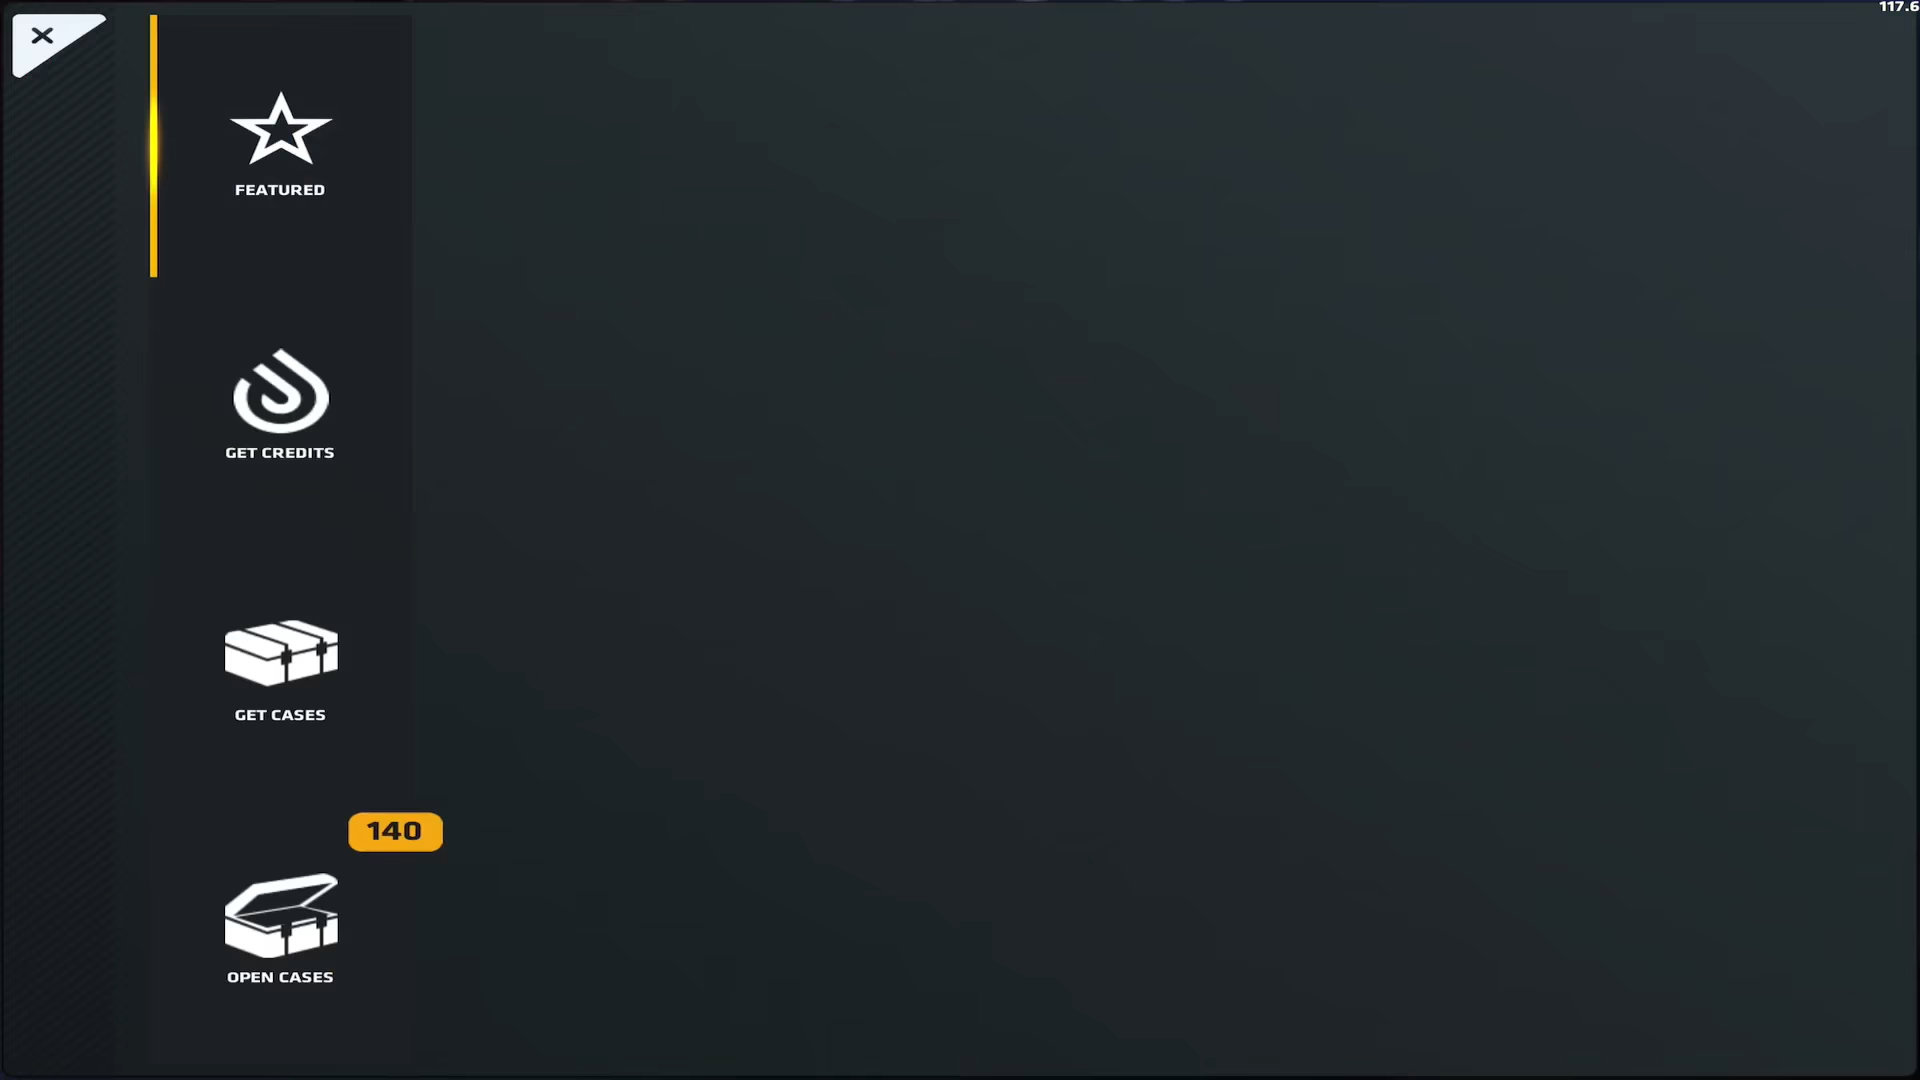 117.6
FEATURED
GET CREDITS
GET CASES
140
OPEN CASES